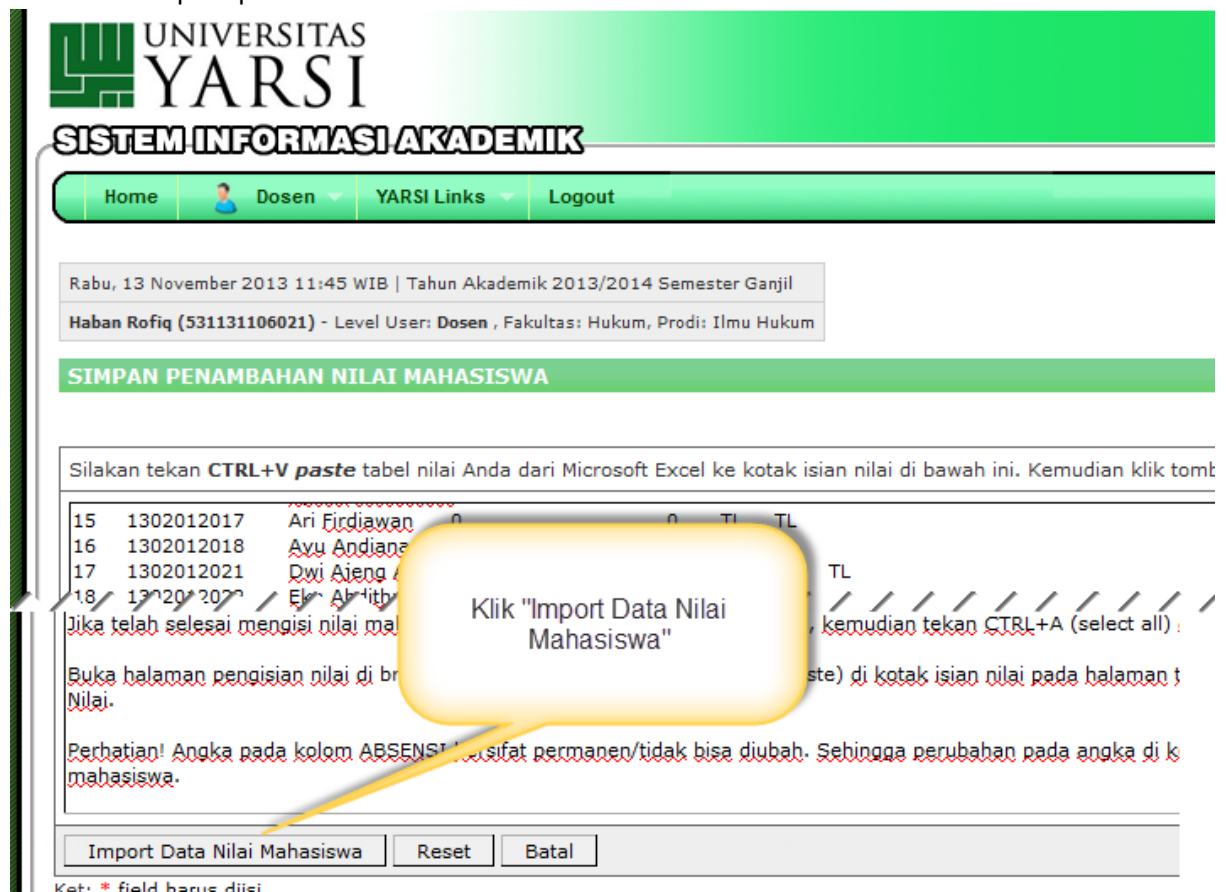 UNIVERSITAS
YARSI
SISTEM INFORMASI AKADEMIK
Home Dosen YARSI Links Logout
Rabu, 13 November 2013 11:45 WIB | Tahun Akademik 2013/2014 Semester Ganjil
Haban Rofiq (531131106021) - Level User: Dosen , Fakultas: Hukum, Prodi: Ilmu Hukum
SIMPAN PENAMBAHAN NILAI MAHASISWA
Silakan tekan CTRL+V paste tabel nilai Anda dari Microsoft Excel ke kotak isian nilai di bawah ini. Kemudian klik tomb
15 1302012017 Ari Firdiawan 0 0 TL TL
16 1302012018 Ayu Andiana
17 1302012021 Dwi Ajeng TL
18
Klik "Import Data Nilai
Mahasiswa"
Jika telah selesai mengisi nilai , kemudian tekan CTRL+A (select all)
Buka halaman pengisian nilai di ste) di kotak isian nilai pada halaman t
Nilai.
Perhatian! Angka pada kolom ABSENSI bersifat permanen/tidak bisa diubah. Sehingga perubahan pada angka di k
mahasiswa.
Import Data Nilai Mahasiswa Reset Batal
Ket: * field harus diisi